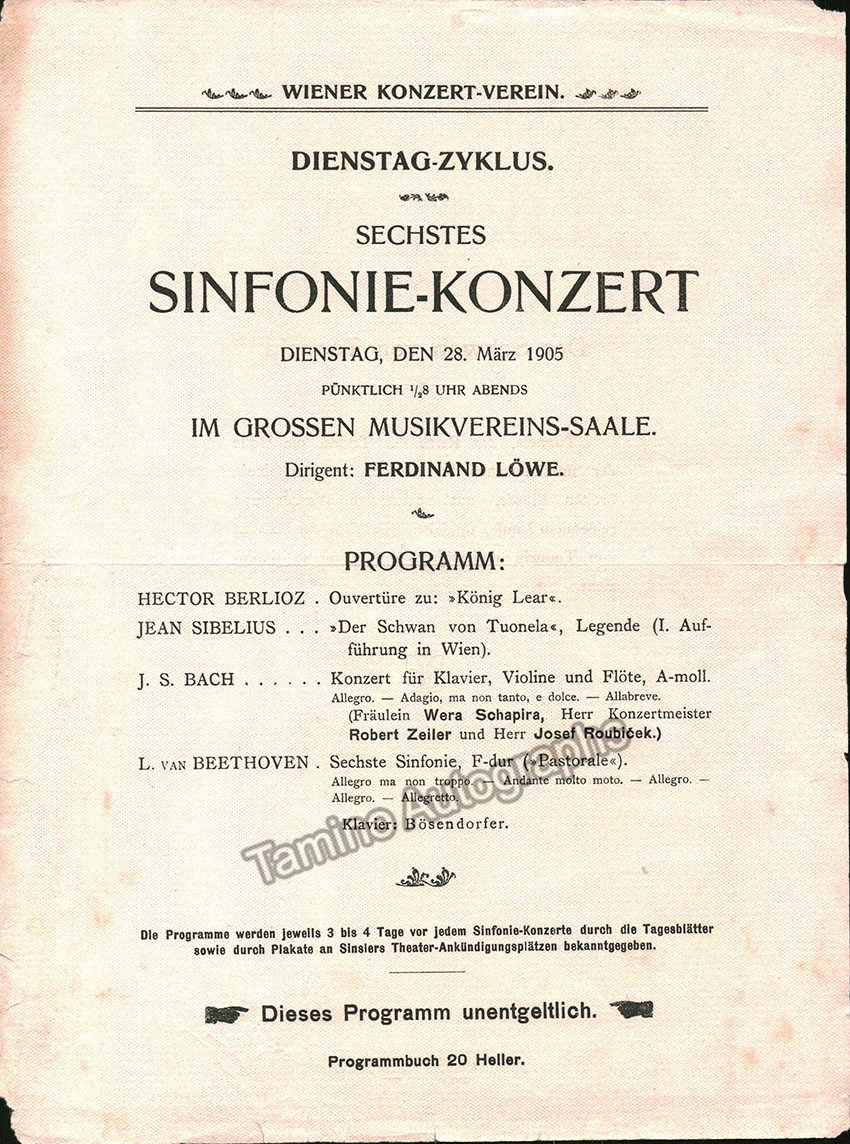 WIENER KONZERT-VEREIN.
DIENSTAG-ZYKLUS.
SECHSTES
SINFONIE-KONZERT
DIENSTAG, DEN 28. März 1905
PÜNKTLICH ½8 UHR ABENDS
IM GROSSEN MUSIKVEREINS-SAALE.
Dirigent: FERDINAND LÖWE.
PROGRAMM:
HECTOR BERLIOZ . Ouvertüre zu: »König Lear«.
JEAN SIBELIUS . . . »Der Schwan von Tuonela«, Legende (I. Auf-
führung in Wien).
J. S. BACH . . . . . . Konzert für Klavier, Violine und Flöte, A-moll.
Allegro. — Adagio, ma non tanto, e dolce. — Allabreve.
(Fräulein Wera Schapira, Herr Konzertmeister
Robert Zeiler und Herr Josef Roubiček.)
L. VAN BEETHOVEN . Sechste Sinfonie, F-dur (»Pastorale«).
Allegro ma non troppo. — Andante molto moto. — Allegro. —
Allegro. — Allegretto.
Klavier: Bösendorfer.
Tamino Autographs
Die Programme werden jeweils 3 bis 4 Tage vor jedem Sinfonie-Konzerte durch die Tagesblätter
sowie durch Plakate an Sinslers Theater-Ankündigungsplätzen bekanntgegeben.
Dieses Programm unentgeltlich.
Programmbuch 20 Heller.